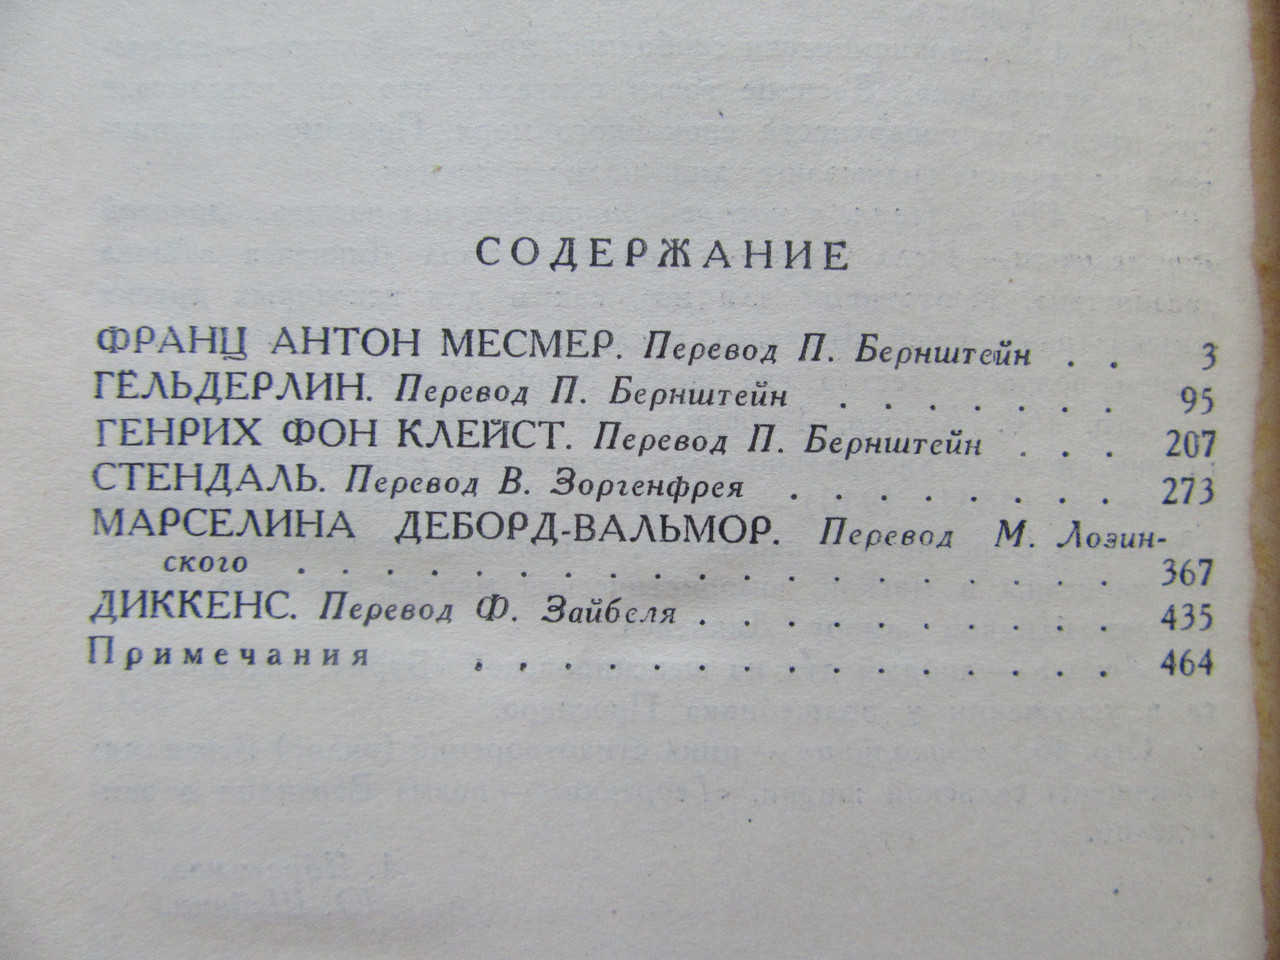 СОДЕРЖАНИЕ
ФРАНЦ АНТОН МЕСМЕР. Перевод П. Бернштейн . . 3
ГЕЛЬДЕРЛИН. Перевод П. Бернштейн . . . . . . . 95
ГЕНРИХ ФОН КЛЕЙСТ. Перевод П. Бернштейн . . . 207
СТЕНДАЛЬ. Перевод В. Зоргенфрея . . . . . . . . 273
МАРСЕЛИНА ДЕБОРД-ВАЛЬМОР. Перевод М. Лозин-
ского . . . . . . . . . . . . . . . . . . . 367
ДИККЕНС. Перевод Ф. Зайбеля . . . . . . . . . . 435
Примечания . . . . . . . . . . . . . . . 464